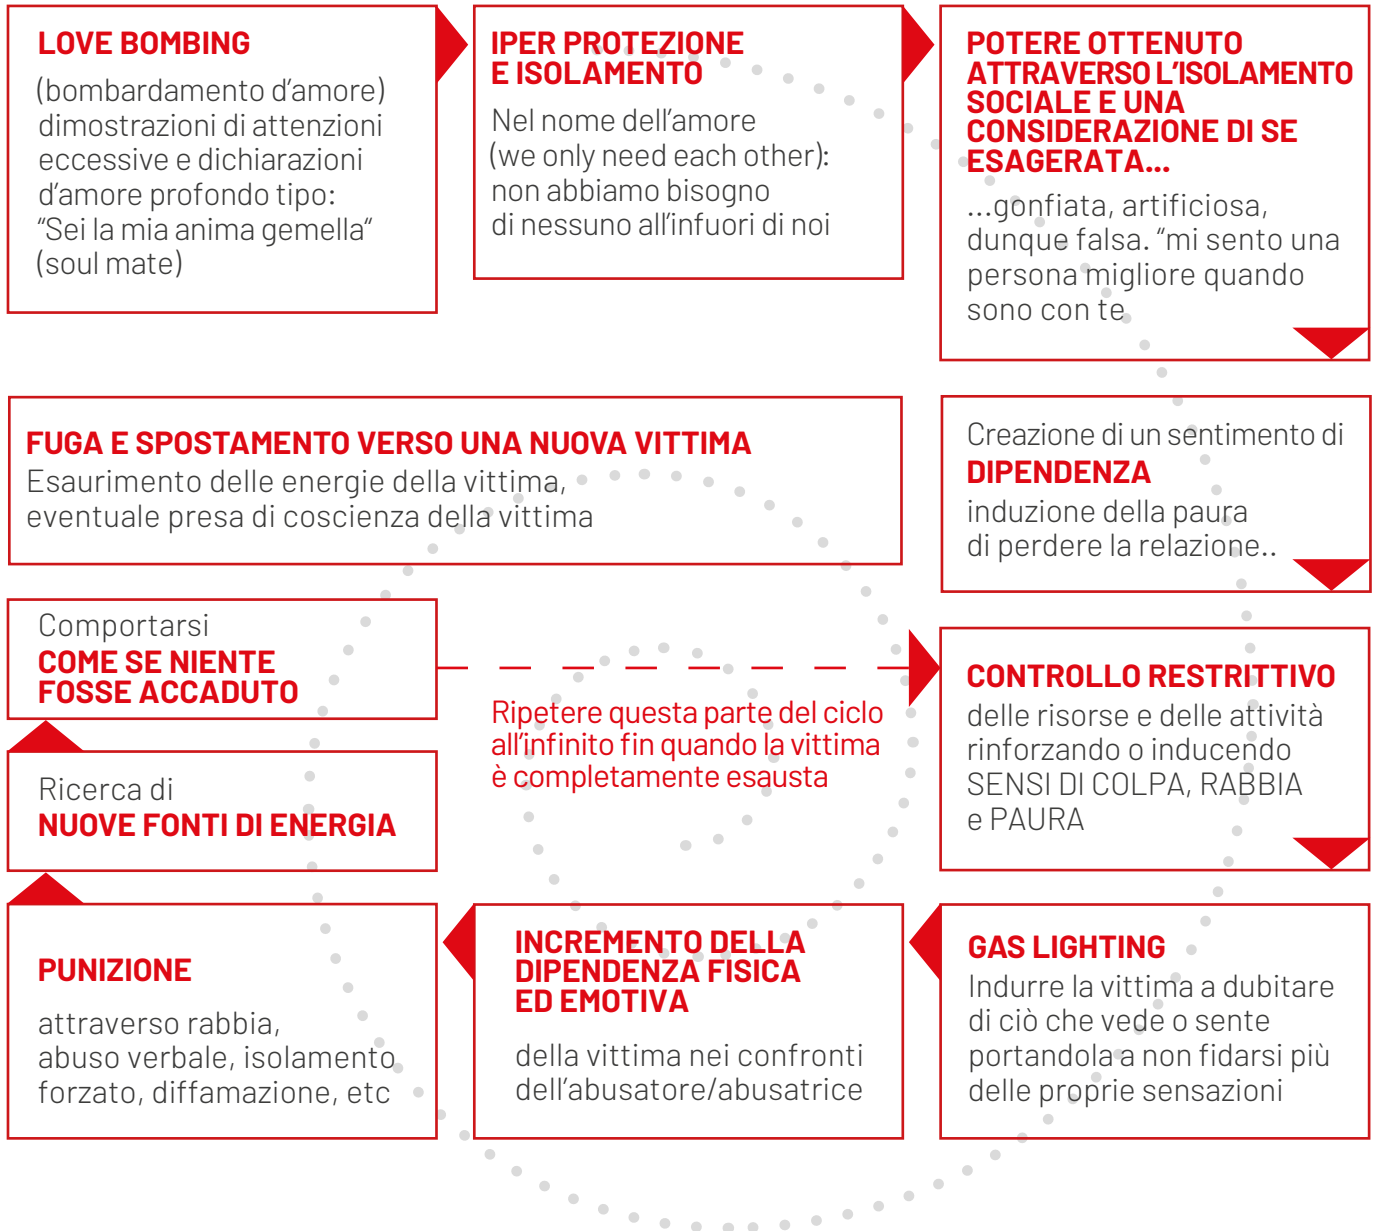 LOVE BOMBING
(bombardamento d'amore)
dimostrazioni di attenzioni
eccessive e dichiarazioni
d'amore profondo tipo:
“Sei la mia anima gemella“
(soul mate)
IPER PROTEZIONE
E ISOLAMENTO
Nel nome dell'amore
(we only need each other):
non abbiamo bisogno
di nessuno all'infuori di noi
POTERE OTTENUTO
ATTRAVERSO L'ISOLAMENTO
SOCIALE E UNA
CONSIDERAZIONE DI SE
ESAGERATA...
...gonfiata, artificiosa,
dunque falsa. “mi sento una
persona migliore quando
sono con te
Creazione di un sentimento di
DIPENDENZA
induzione della paura
di perdere la relazione..
CONTROLLO RESTRITTIVO
delle risorse e delle attività
rinforzando o inducendo
SENSI DI COLPA, RABBIA
e PAURA
GAS LIGHTING
Indurre la vittima a dubitare
di ciò che vede o sente
portandola a non fidarsi più
delle proprie sensazioni
INCREMENTO DELLA
DIPENDENZA FISICA
ED EMOTIVA
della vittima nei confronti
dell'abusatore/abusatrice
PUNIZIONE
attraverso rabbia,
abuso verbale, isolamento
forzato, diffamazione, etc
Ricerca di
NUOVE FONTI DI ENERGIA
Comportarsi
COME SE NIENTE
FOSSE ACCADUTO
Ripetere questa parte del ciclo
all'infinito fin quando la vittima
è completamente esausta
FUGA E SPOSTAMENTO VERSO UNA NUOVA VITTIMA
Esaurimento delle energie della vittima,
eventuale presa di coscienza della vittima